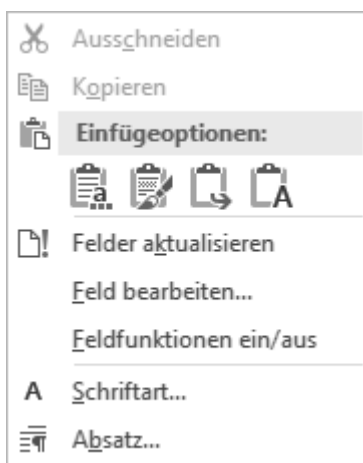 Ausschneiden
Kopieren
Einfügeoptionen:
a A
Felder aktualisieren
Feld bearbeiten...
Feldfunktionen ein/aus
A Schriftart...
Absatz...